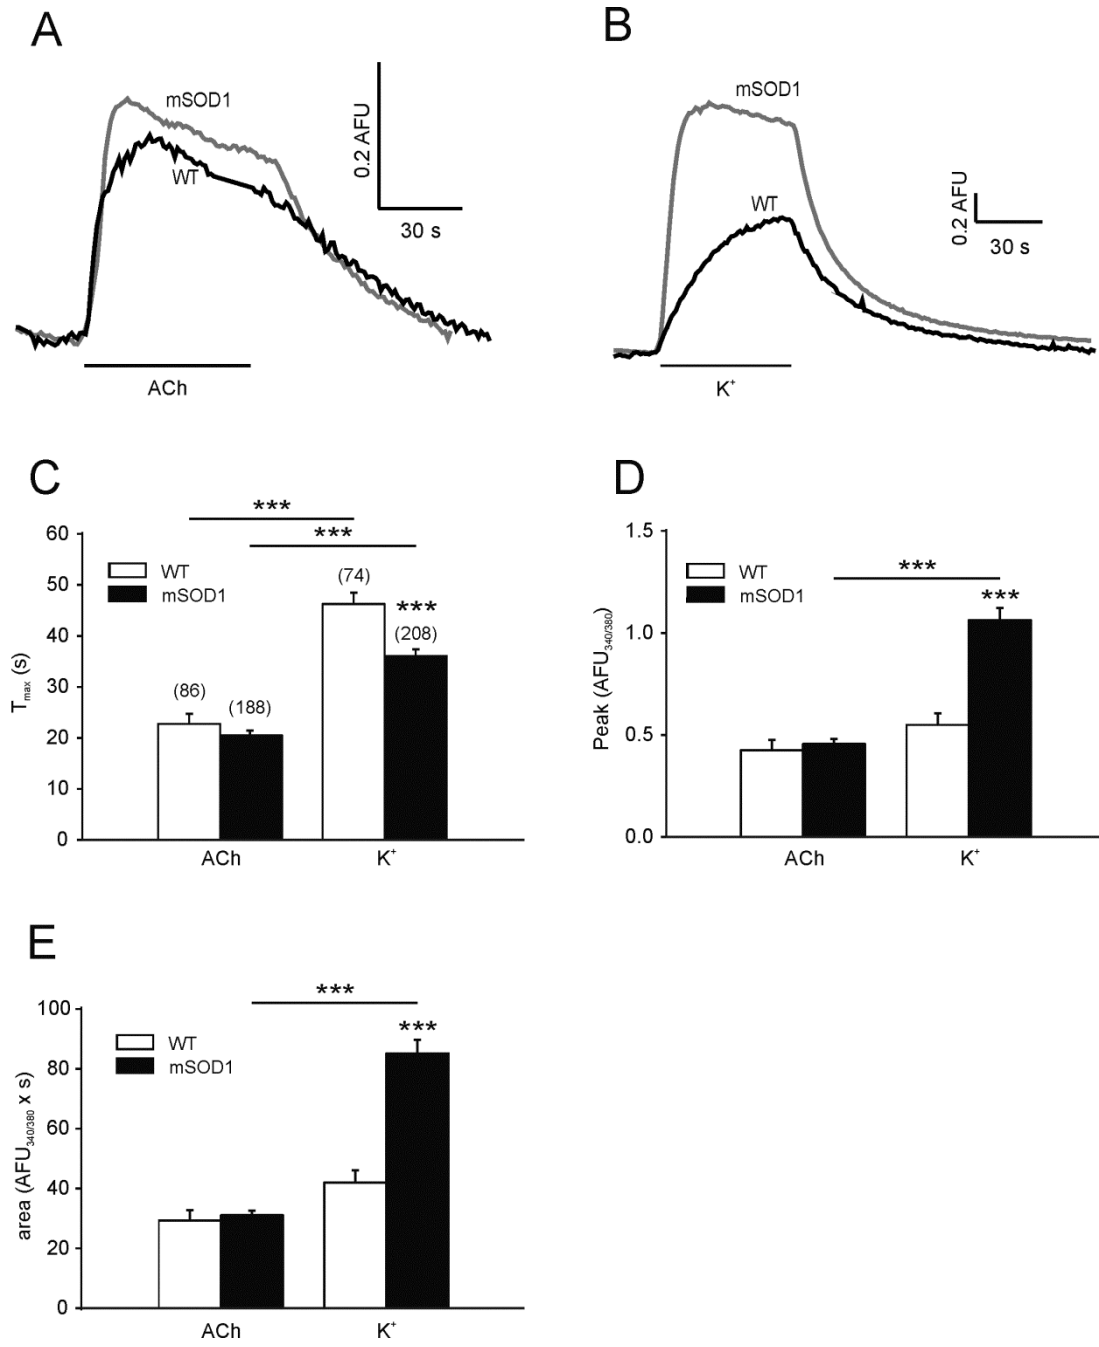 A
B
mSOD1
WT
0.2 AFU
30 s
ACh
mSOD1
WT
0.2 AFU
30 s
K⁺
C
***
***
60
50
40
30
20
10
0
Tmax (s)
WT
mSOD1
(86)
(188)
(74)
***
(208)
ACh
K⁺
D
1.5
1.0
0.5
0.0
Peak (AFU340/380)
WT
mSOD1
***
***
ACh
K⁺
E
100
80
60
40
20
0
area (AFU340/380 x s)
WT
mSOD1
***
***
ACh
K⁺